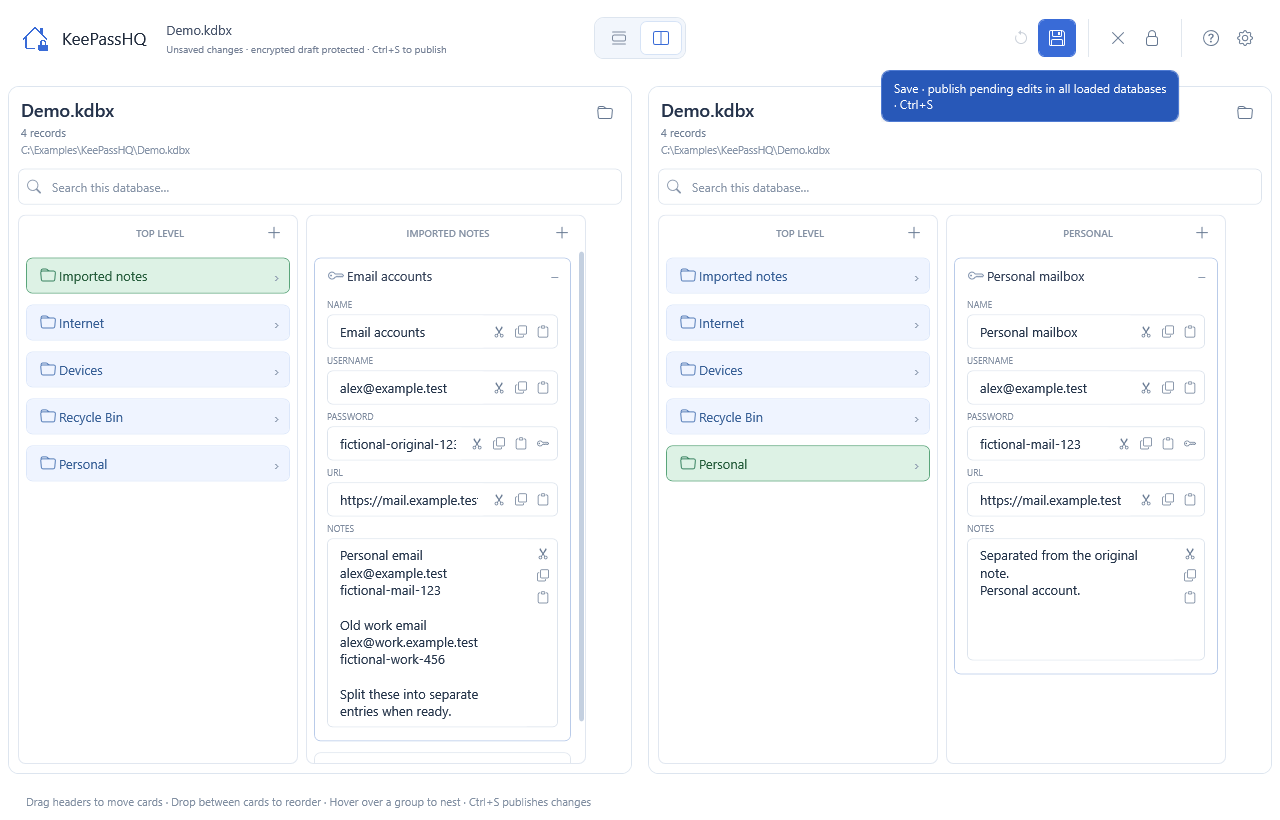 KeePassHQ
Demo.kdbx
Unsaved changes · encrypted draft protected · Ctrl+S to publish
Save · publish pending edits in all loaded databases
· Ctrl+S
Demo.kdbx
4 records
C:\Examples\KeePassHQ\Demo.kdbx
Search this database...
TOP LEVEL
Imported notes
Internet
Devices
Recycle Bin
Personal
IMPORTED NOTES
Email accounts
NAME
Email accounts
USERNAME
alex@example.test
PASSWORD
fictional-original-123
URL
https://mail.example.test
NOTES
Personal email
alex@example.test
fictional-mail-123
Old work email
alex@work.example.test
fictional-work-456
Split these into separate
entries when ready.
Demo.kdbx
4 records
C:\Examples\KeePassHQ\Demo.kdbx
Search this database...
TOP LEVEL
Imported notes
Internet
Devices
Recycle Bin
Personal
PERSONAL
Personal mailbox
NAME
Personal mailbox
USERNAME
alex@example.test
PASSWORD
fictional-mail-123
URL
https://mail.example.test
NOTES
Separated from the original
note.
Personal account.
Drag headers to move cards · Drop between cards to reorder · Hover over a group to nest · Ctrl+S publishes changes